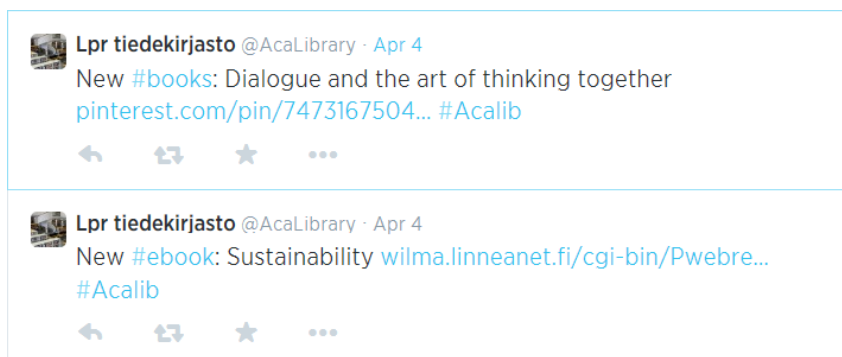 Lpr tiedekirjasto @AcaLibrary · Apr 4
New #books: Dialogue and the art of thinking together
pinterest.com/pin/7473167504... #Acalib
Lpr tiedekirjasto @AcaLibrary · Apr 4
New #ebook: Sustainability wilma.linneanet.fi/cgi-bin/Pwebre...
#Acalib